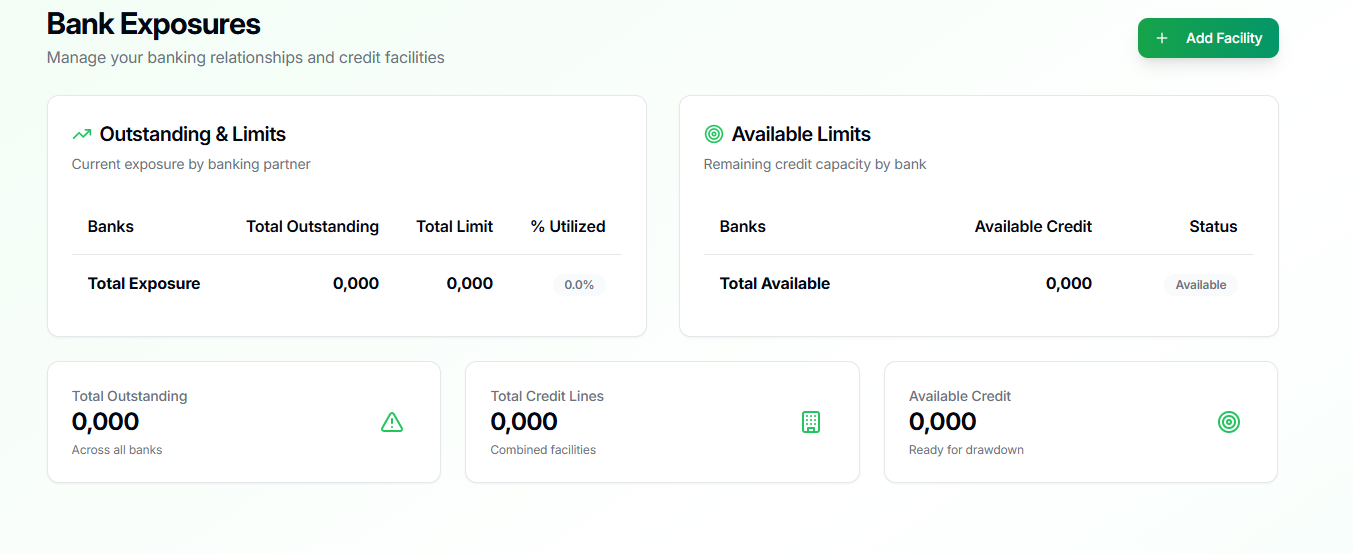 Bank Exposures
Manage your banking relationships and credit facilities
Add Facility
Outstanding & Limits
Current exposure by banking partner
Banks Total Outstanding Total Limit % Utilized
Total Exposure 0,000 0,000 0.0%
Available Limits
Remaining credit capacity by bank
Banks Available Credit Status
Total Available 0,000 Available
Total Outstanding
0,000
Across all banks
Total Credit Lines
0,000
Combined facilities
Available Credit
0,000
Ready for drawdown